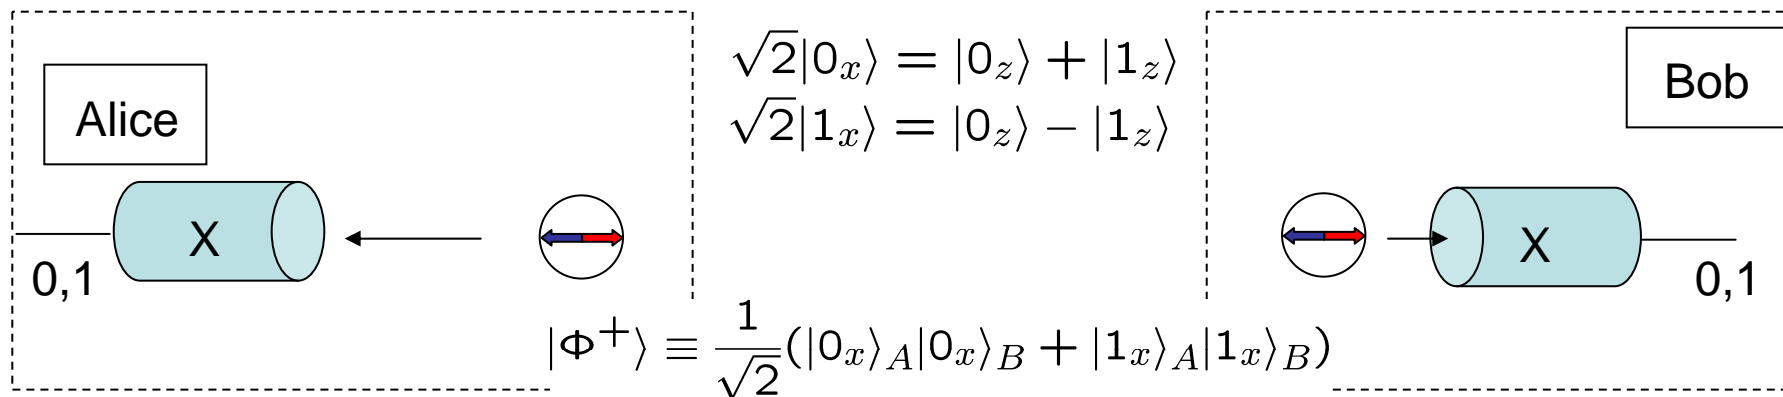 Alice
√2|0ₓ⟩ = |0_z⟩ + |1_z⟩
√2|1ₓ⟩ = |0_z⟩ − |1_z⟩
Bob
X
0,1
X
0,1
|Φ⁺⟩ ≡ 1/√2 (|0ₓ⟩_A|0ₓ⟩_B + |1ₓ⟩_A|1ₓ⟩_B)